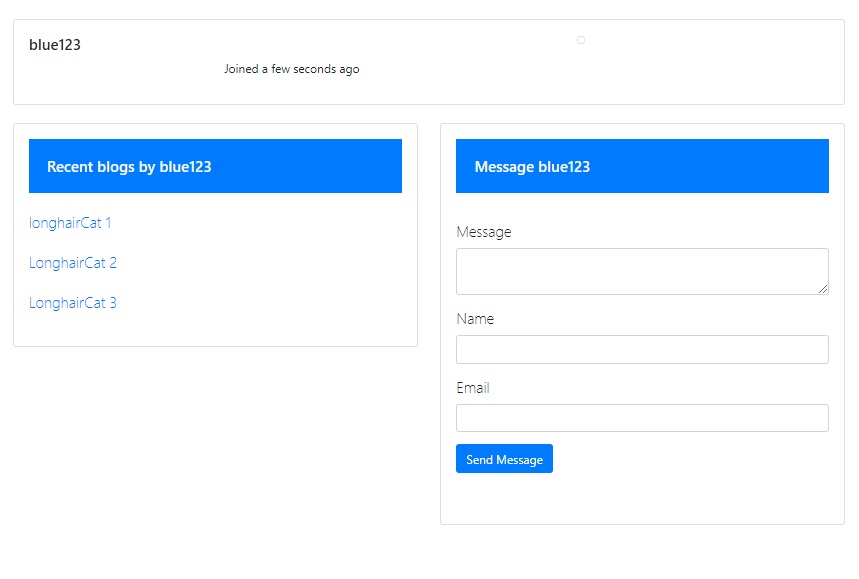 blue123
Joined a few seconds ago
Recent blogs by blue123
longhairCat 1
LonghairCat 2
LonghairCat 3
Message blue123
Message
Name
Email
Send Message